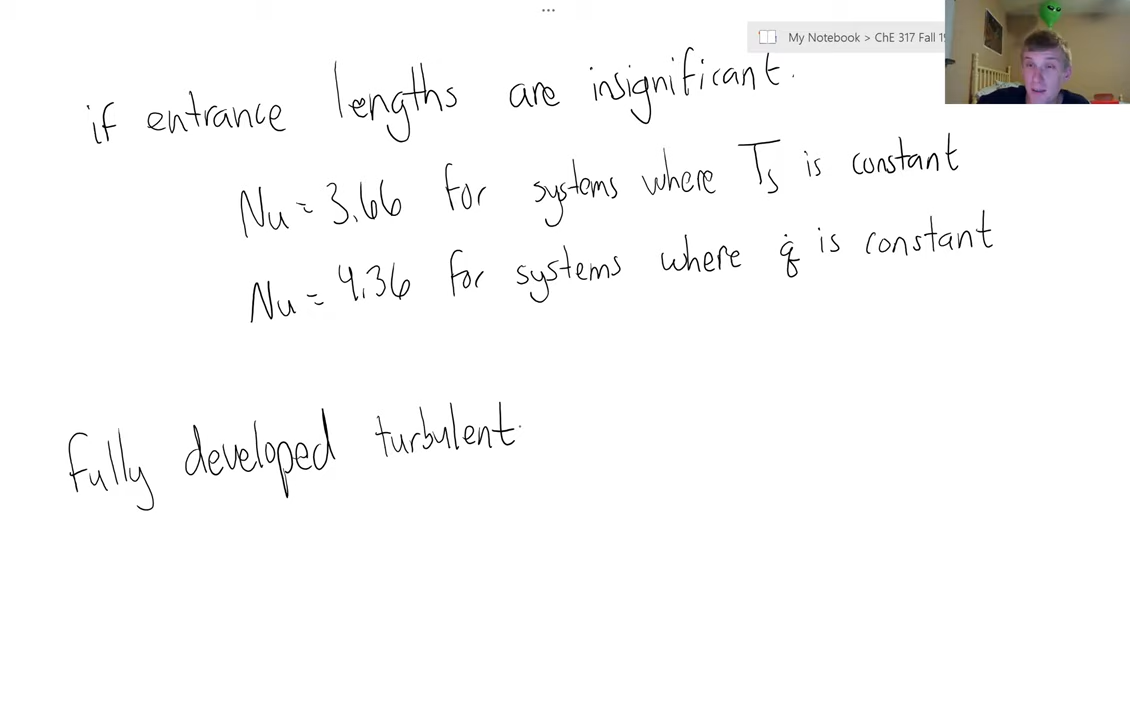 My Notebook > ChE 317 Fall 1
if entrance lengths are insignificant.
Nu = 3.66 for systems where Ts is constant
Nu = 4.36 for systems where q̇ is constant
Fully developed turbulent